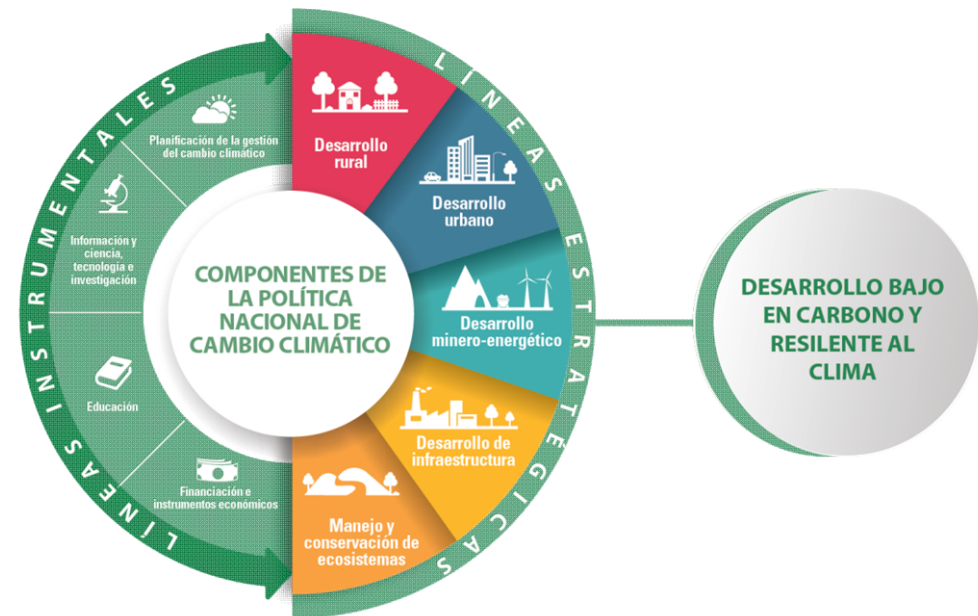 LÍNEAS INSTRUMENTALES
Planificación de la gestión
del cambio climático
Información y
ciencia,
tecnología e
investigación
Educación
Financiación e
instrumentos económicos
COMPONENTES DE
LA POLÍTICA
NACIONAL DE
CAMBIO CLIMÁTICO
LÍNEAS ESTRATÉGICAS
Desarrollo
rural
Desarrollo
urbano
Desarrollo
minero-energético
Desarrollo de
infraestructura
Manejo y
conservación de
ecosistemas
DESARROLLO BAJO
EN CARBONO Y
RESILENTE AL
CLIMA